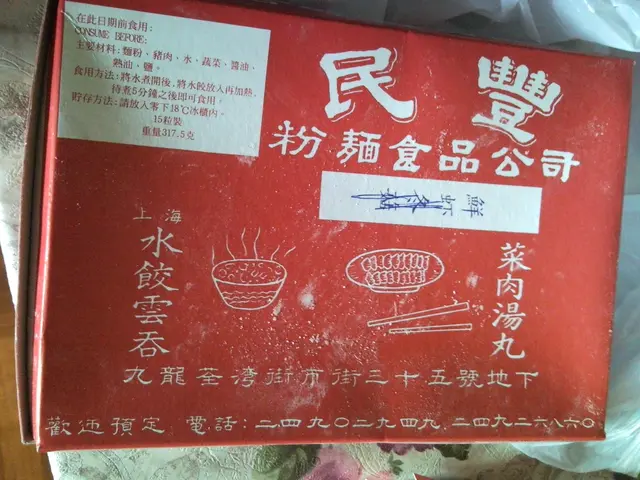 在此日期前食用:
CONSUME BEFORE:
主要材料:麵粉、豬肉、水、蔬菜、醬油、
熟油、鹽。
食用方法:將水煮開後,將水餃放入再加熱,
待煮5分鐘之後即可食用。
貯存方法:請放入零下18℃冰櫃內。
15粒裝
重量317.5克
民豐
粉麵食品公司
鮮虾
上海
水餃雲吞
菜肉湯丸
九龍荃灣街市街三十五號地下
歡迎預定 電話:二四九〇二九四九. 二四九二六八六〇